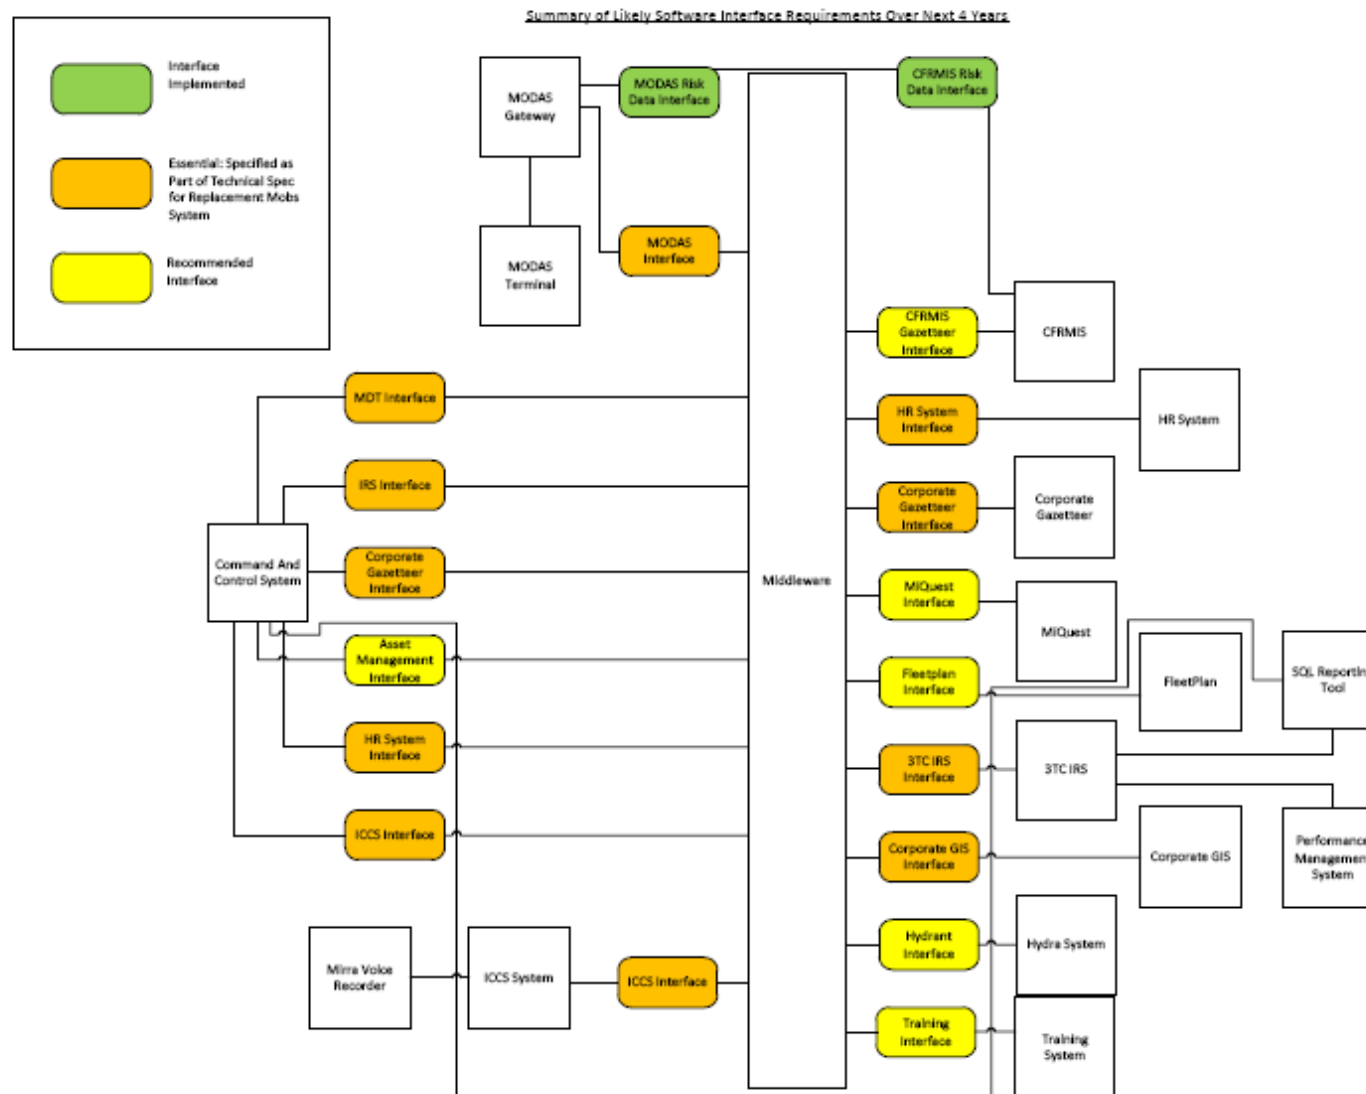 Summary of Likely Software Interface Requirements Over Next 4 Years
Interface
Implemented
Essential: Specified as
Part of Technical Spec
for Replacement Mobs
System
Recommended
Interface
MODAS
Gateway
MODAS Risk
Data Interface
CFRMIS Risk
Data Interface
MODAS
Terminal
MODAS
Interface
CFRMIS
Gazetteer
Interface
CFRMIS
MDT Interface
HR System
Interface
HR System
IRS Interface
Corporate
Gazetteer
Interface
Corporate
Gazetteer
Command And
Control System
Corporate
Gazetteer
Interface
Middleware
MiQuest
Interface
MiQuest
Asset
Management
Interface
Fleetplan
Interface
FleetPlan
SQL Reportin
Tool
HR System
Interface
3TC IRS
Interface
3TC IRS
ICCS Interface
Corporate GIS
Interface
Corporate GIS
Performance
Managemen
System
Hydrant
Interface
Hydra System
Mirra Voice
Recorder
ICCS System
ICCS Interface
Training
Interface
Training
System